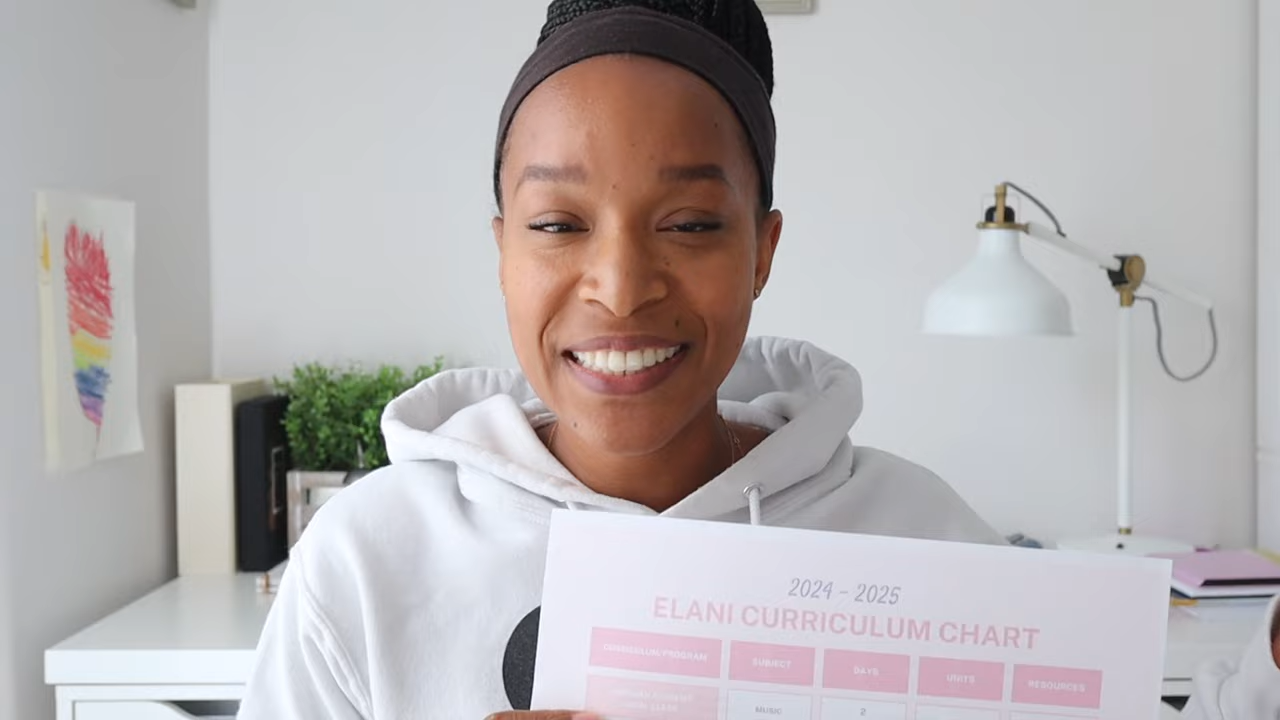 2024 - 2025
ELANI CURRICULUM CHART
CURRICULUM/PROGRAM SUBJECT DAYS UNITS RESOURCES
MUSIC 2